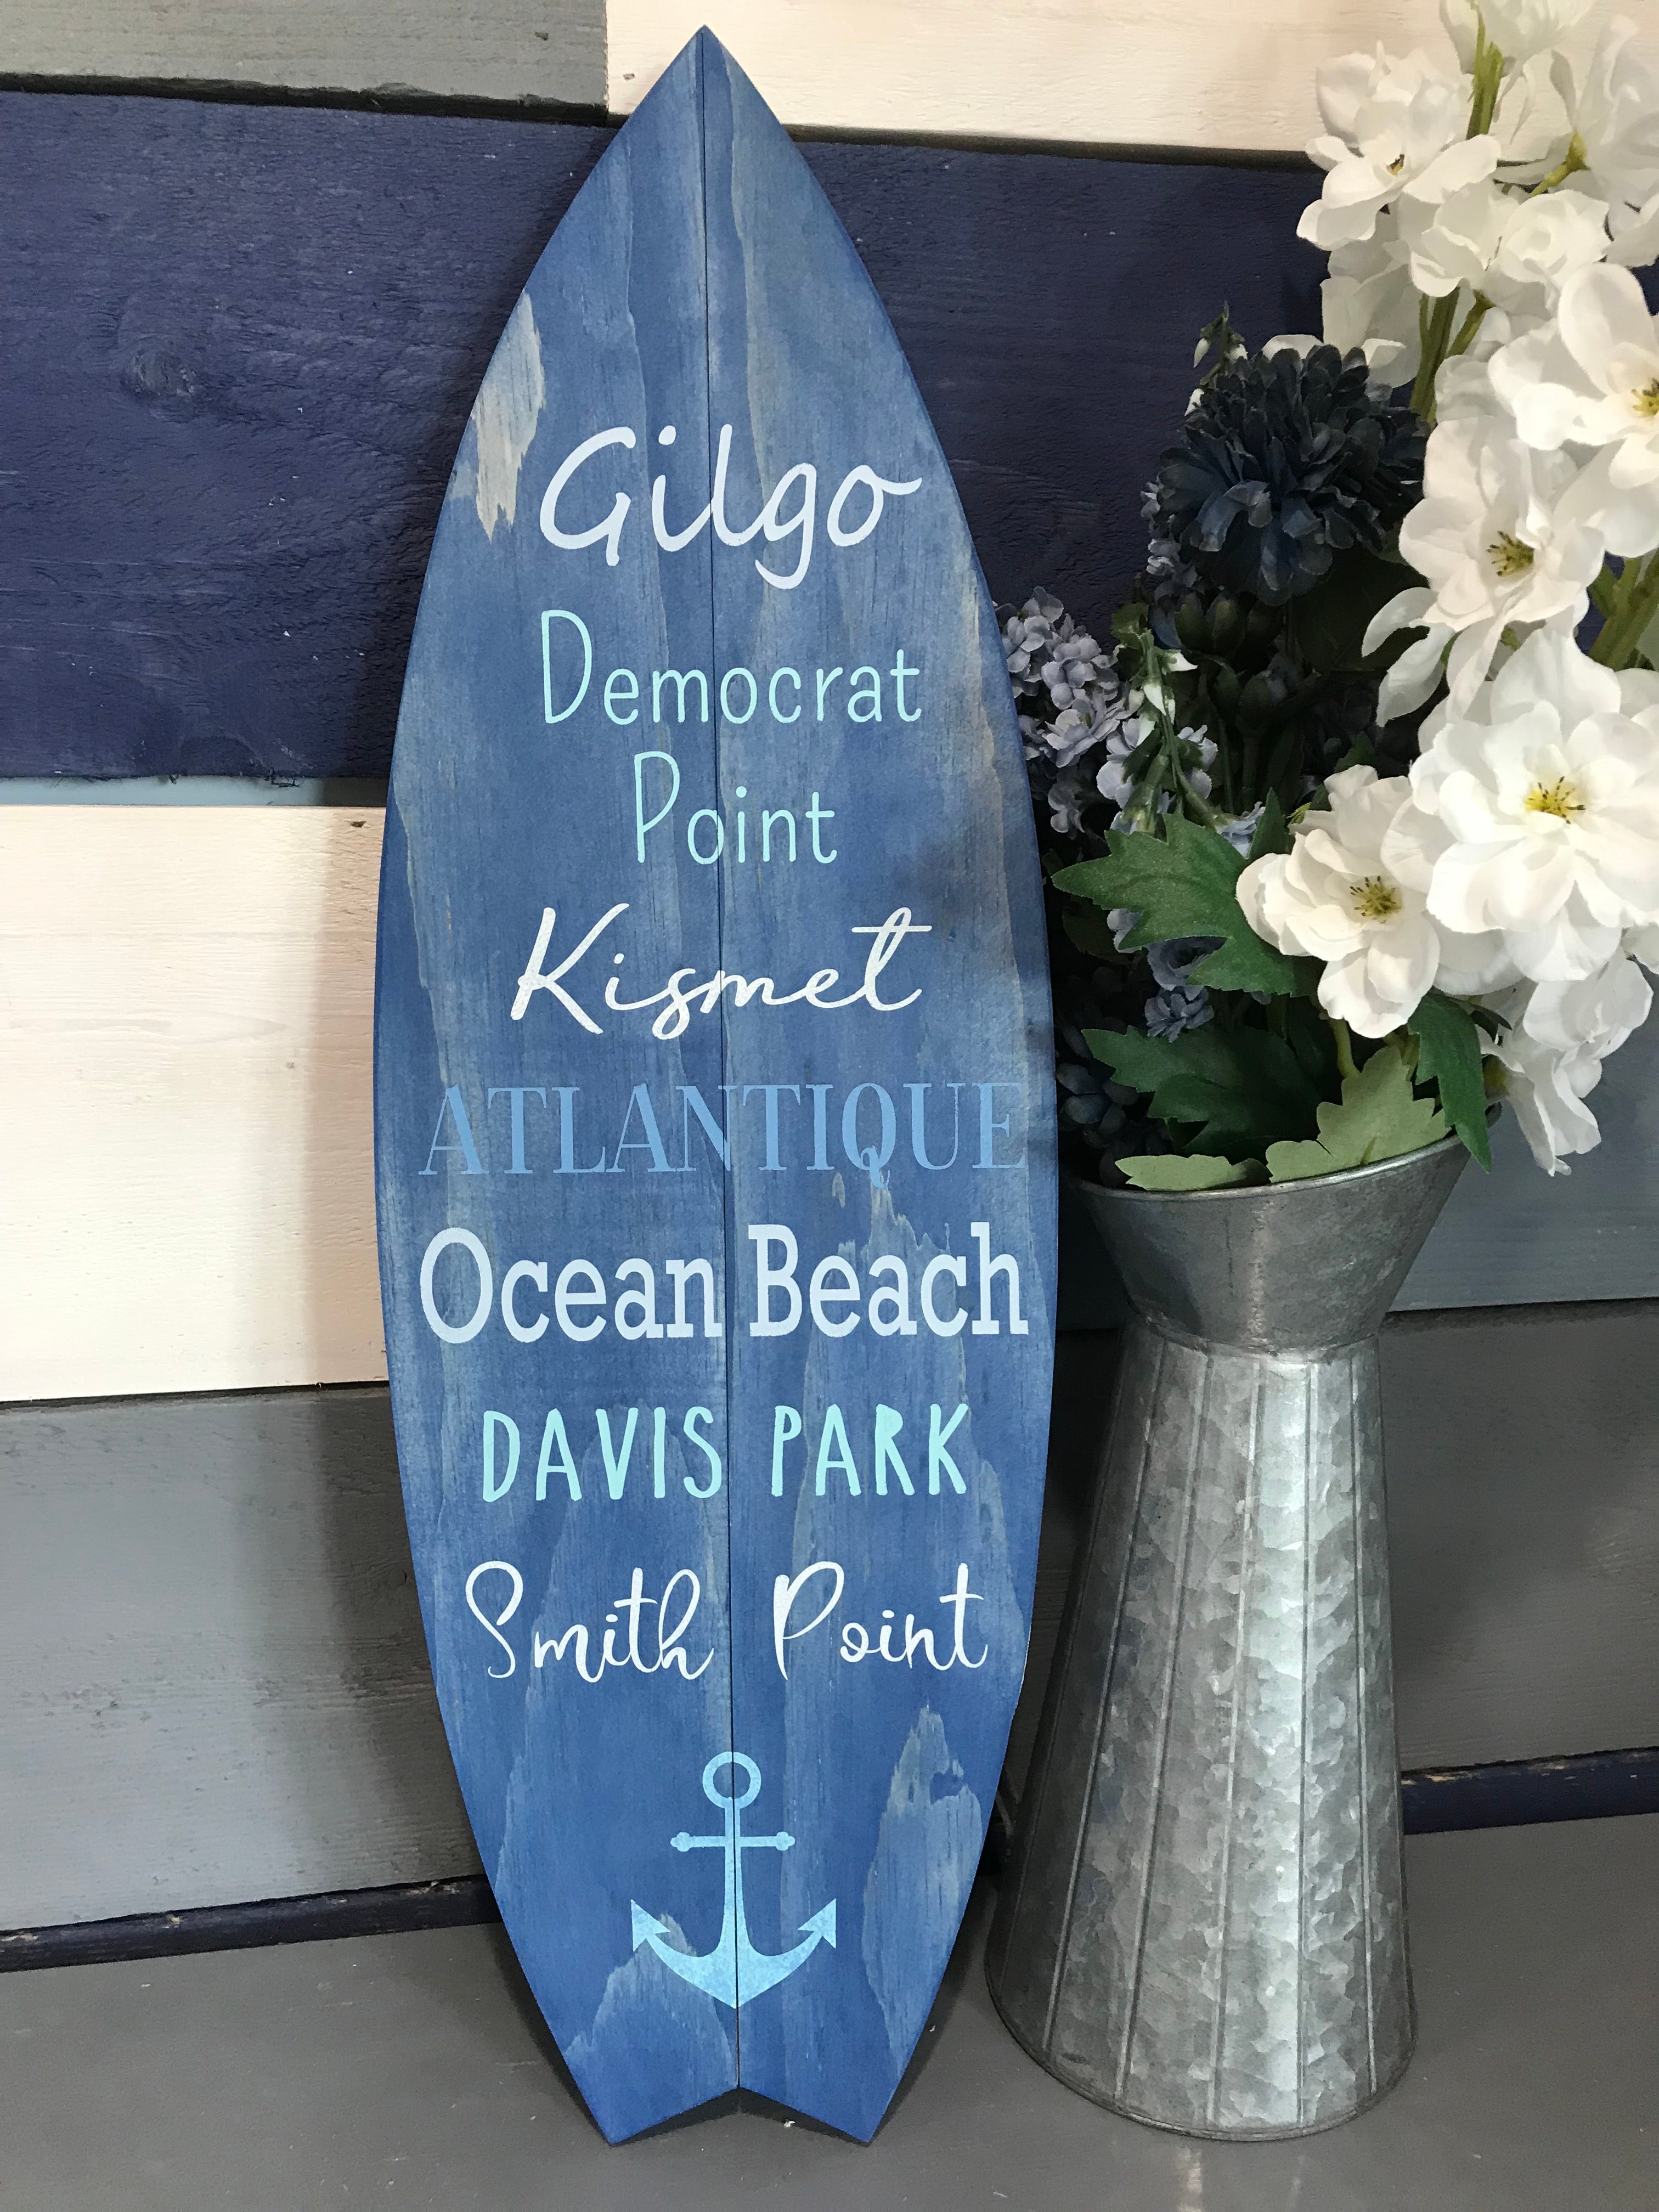 Gilgo
Democrat
Point
Kismet
ATLANTIQUE
Ocean Beach
DAVIS PARK
Smith Point